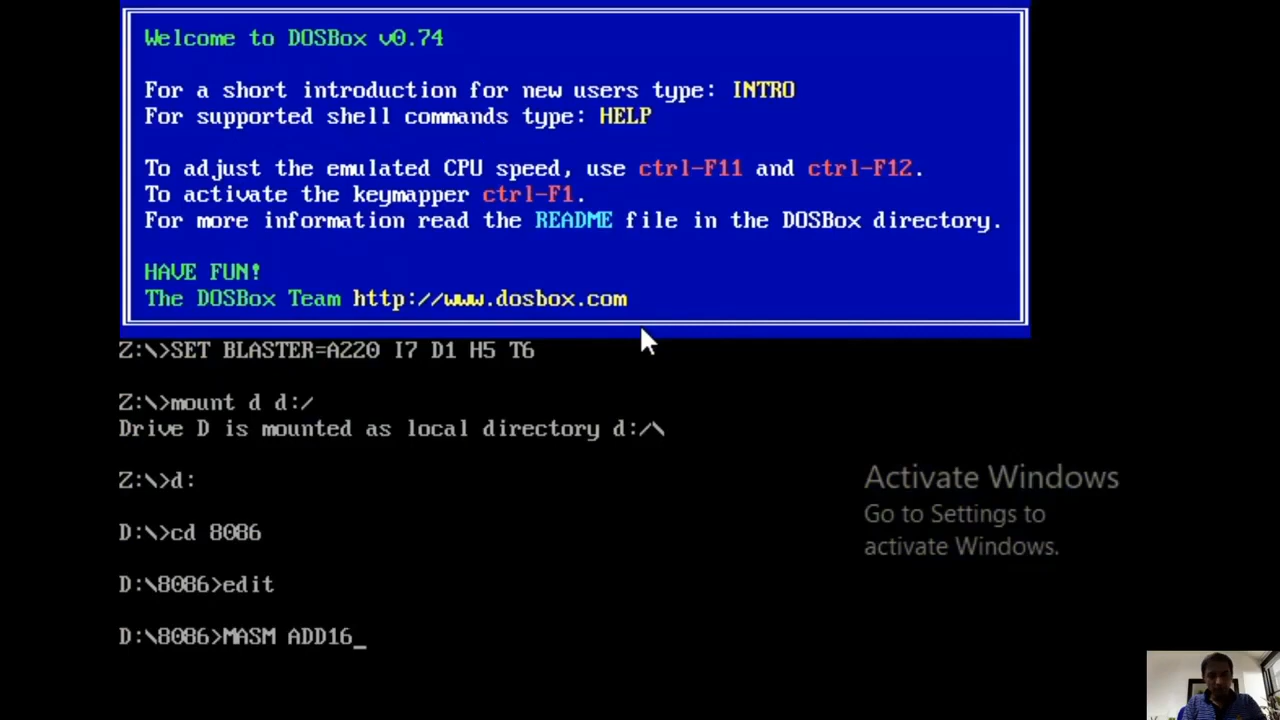 Welcome to DOSBox v0.74
For a short introduction for new users type: INTRO
For supported shell commands type: HELP
To adjust the emulated CPU speed, use ctrl-F11 and ctrl-F12.
To activate the keymapper ctrl-F1.
For more information read the README file in the DOSBox directory.
HAVE FUN!
The DOSBox Team http://www.dosbox.com
Z:\>SET BLASTER=A220 I7 D1 H5 T6
Z:\>mount d d:/
Drive D is mounted as local directory d:/\
Z:\>d:
D:\>cd 8086
D:\8086>edit
D:\8086>MASM ADD16_
Activate Windows
Go to Settings to
activate Windows.